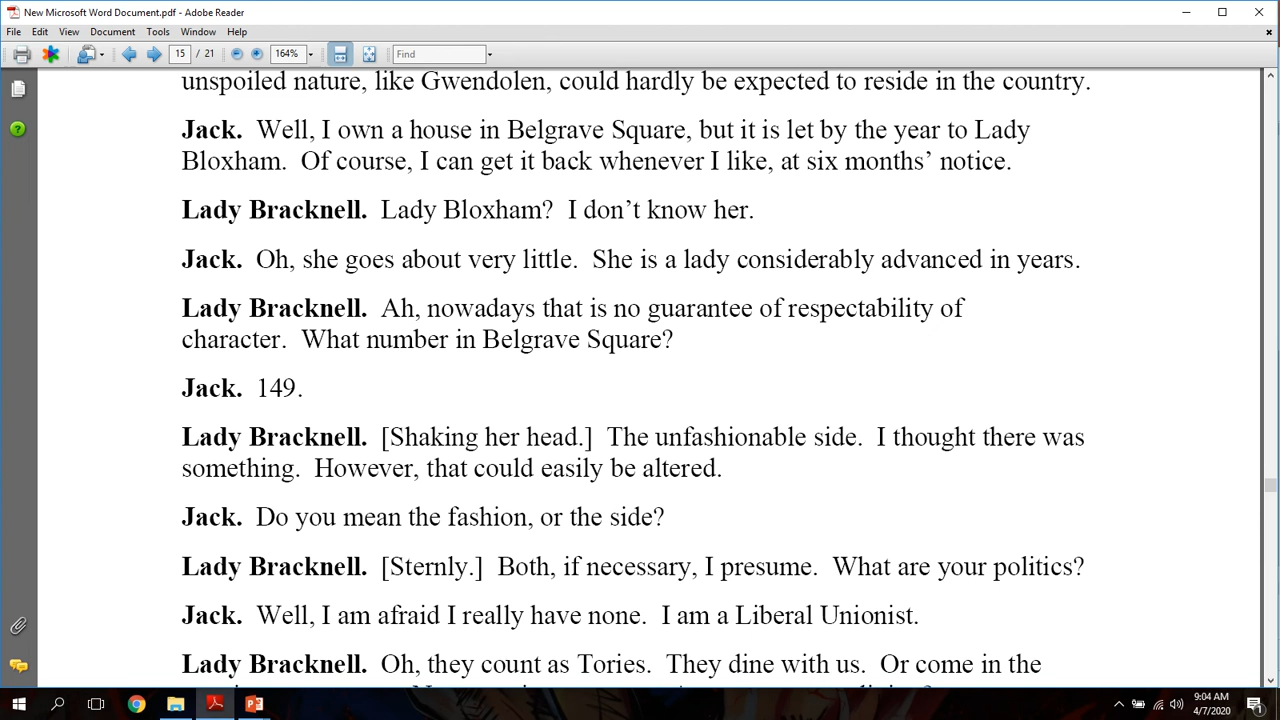 New Microsoft Word Document.pdf - Adobe Reader
File Edit View Document Tools Window Help
15 / 21 164% Find
unspoiled nature, like Gwendolen, could hardly be expected to reside in the country.
Jack. Well, I own a house in Belgrave Square, but it is let by the year to Lady
Bloxham. Of course, I can get it back whenever I like, at six months’ notice.
Lady Bracknell. Lady Bloxham? I don’t know her.
Jack. Oh, she goes about very little. She is a lady considerably advanced in years.
Lady Bracknell. Ah, nowadays that is no guarantee of respectability of
character. What number in Belgrave Square?
Jack. 149.
Lady Bracknell. [Shaking her head.] The unfashionable side. I thought there was
something. However, that could easily be altered.
Jack. Do you mean the fashion, or the side?
Lady Bracknell. [Sternly.] Both, if necessary, I presume. What are your politics?
Jack. Well, I am afraid I really have none. I am a Liberal Unionist.
Lady Bracknell. Oh, they count as Tories. They dine with us. Or come in the
9:04 AM
4/7/2020